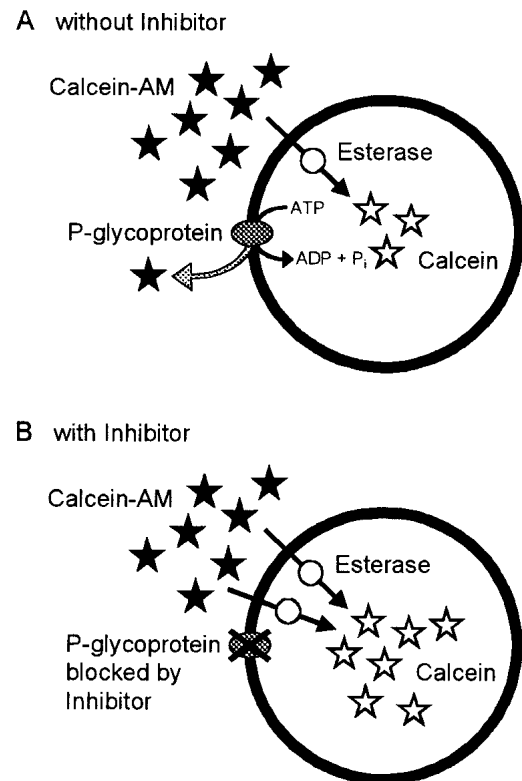 A without Inhibitor
Calcein-AM
Esterase
ATP
P-glycoprotein
ADP + Pi
Calcein
B with Inhibitor
Calcein-AM
Esterase
P-glycoprotein
blocked by
Inhibitor
Calcein